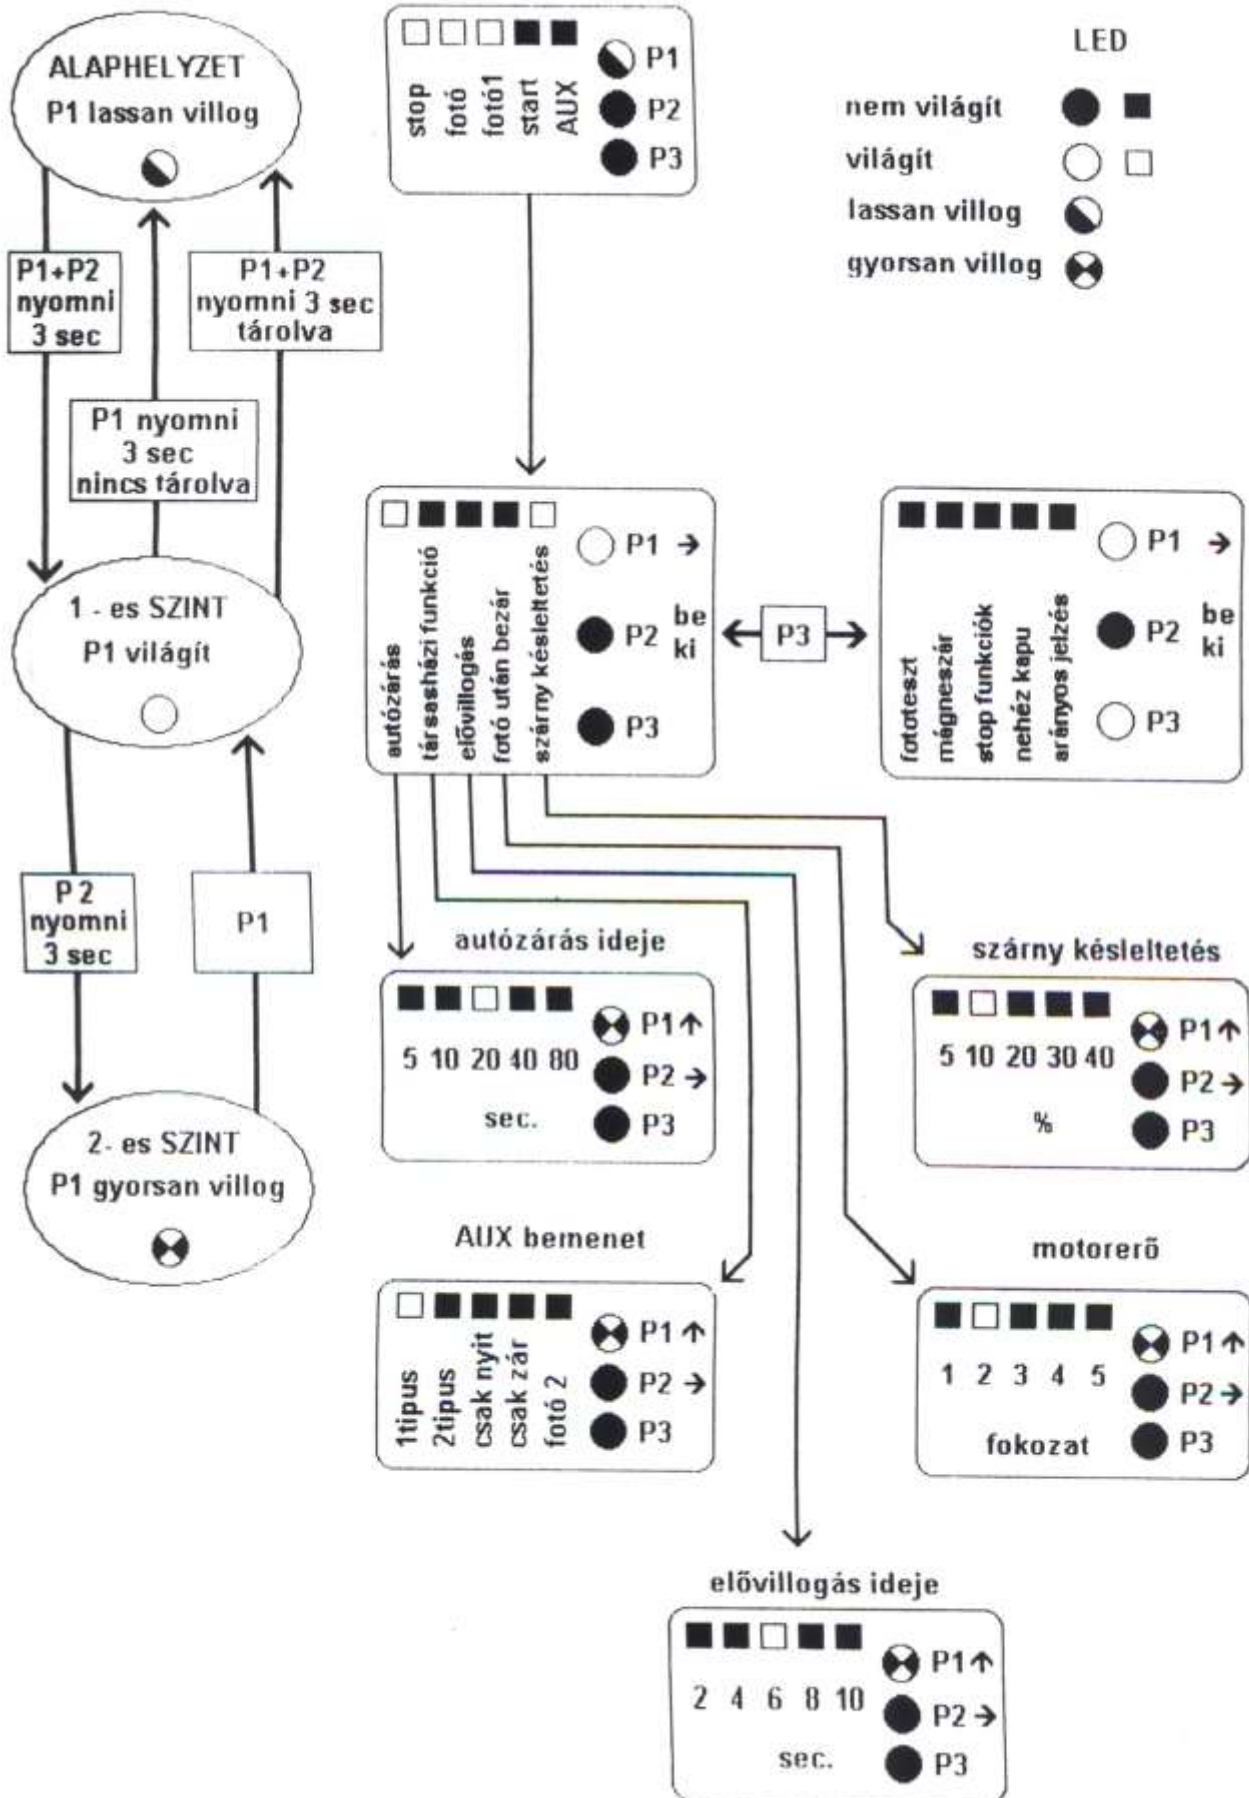 ALAPHELYZET
P1 lassan villog
P1+P2
nyomni
3 sec
P1+P2
nyomni 3 sec
tárolva
P1 nyomni
3 sec
nincs tárolva
1 - es SZINT
P1 világít
P 2
nyomni
3 sec
P1
2- es SZINT
P1 gyorsan villog
stop
fotó
fotó1
start
AUX
P1
P2
P3
LED
nem világít
világít
lassan villog
gyorsan villog
autózárás
társasházi funkció
elővillogás
fotó után bezár
szárny késleltetés
P1 →
P2 be
ki
P3
P3
fototeszt
mágneszár
stop funkciók
nehéz kapu
arányos jelzés
P1 →
P2 be
ki
P3
autózárás ideje
5 10 20 40 80
sec.
P1 ↑
P2 →
P3
szárny késleltetés
5 10 20 30 40
%
P1 ↑
P2 →
P3
AUX bemenet
1tipus
2tipus
csak nyit
csak zár
fotó 2
P1 ↑
P2 →
P3
motorerő
1 2 3 4 5
fokozat
P1 ↑
P2 →
P3
elővillogás ideje
2 4 6 8 10
sec.
P1 ↑
P2 →
P3